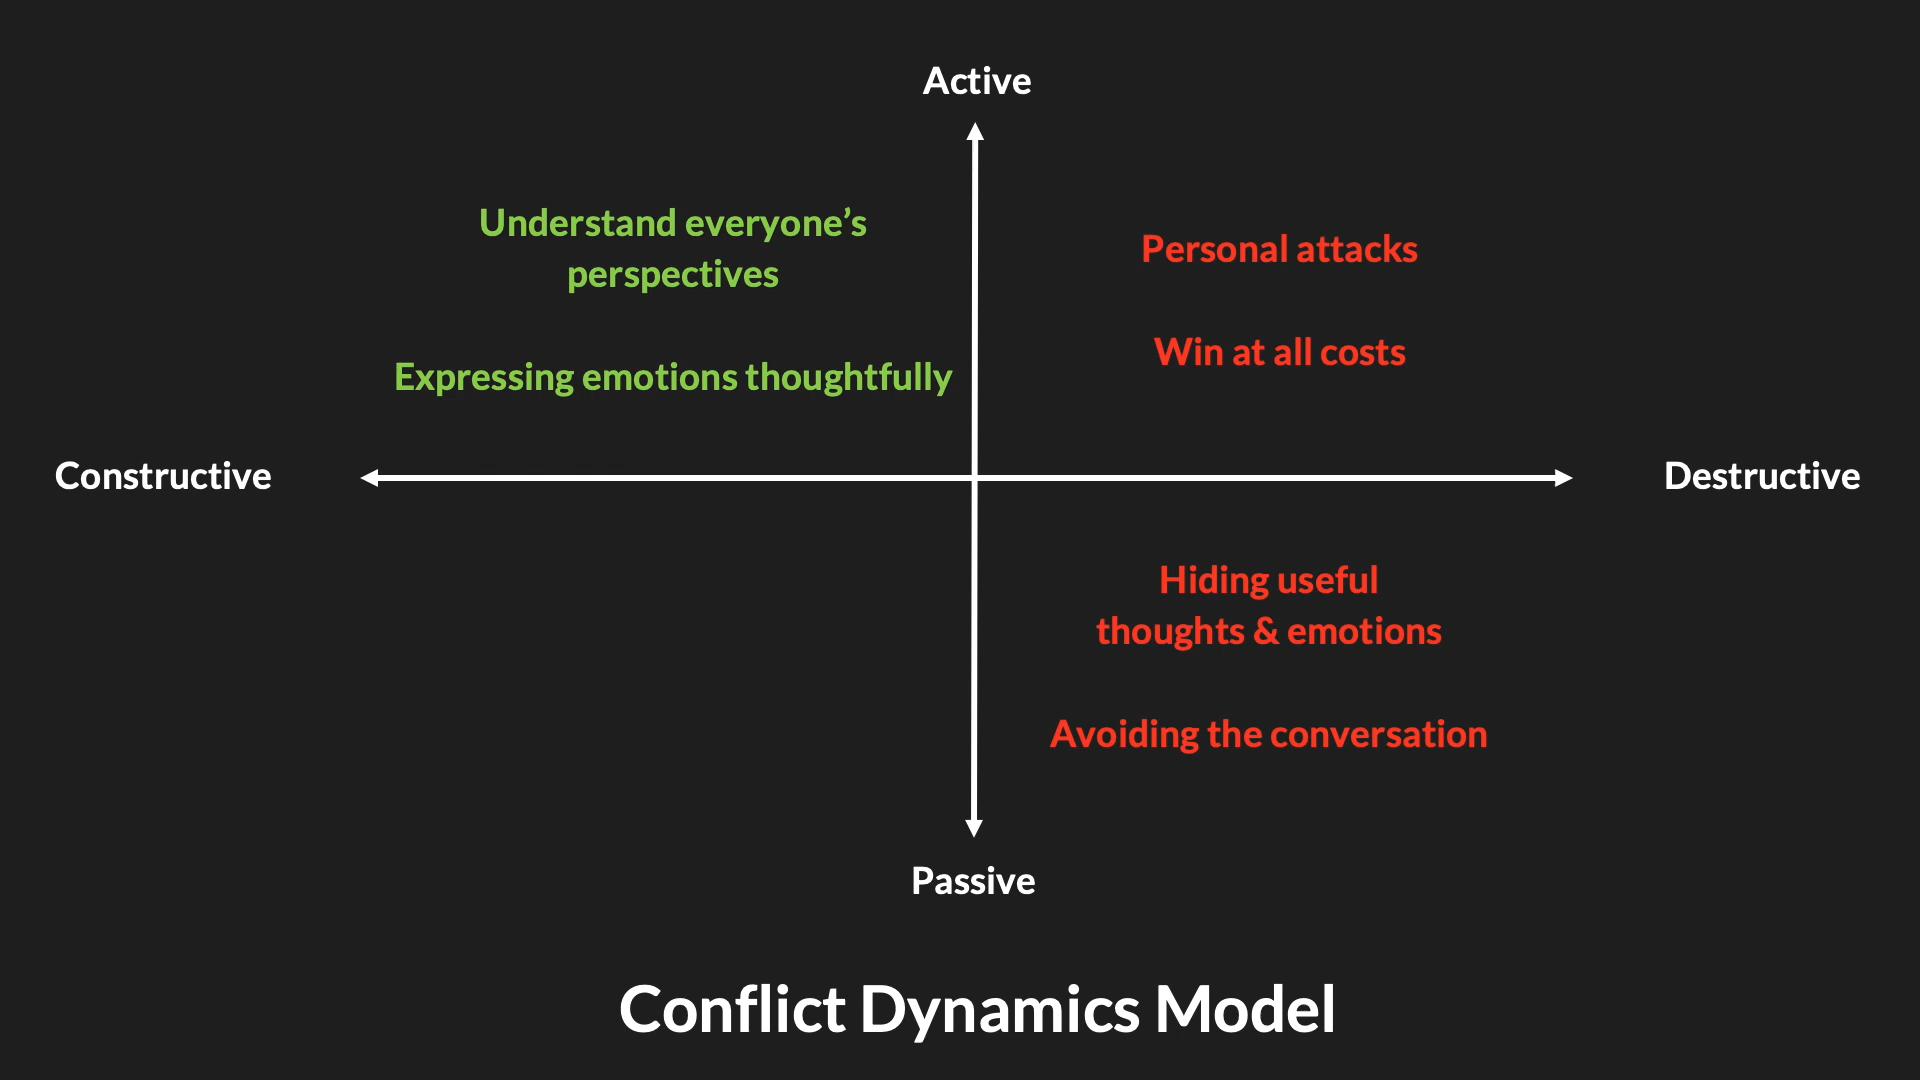 Active
Understand everyone’s
perspectives
Expressing emotions thoughtfully
Personal attacks
Win at all costs
Constructive
Destructive
Hiding useful
thoughts & emotions
Avoiding the conversation
Passive
Conflict Dynamics Model